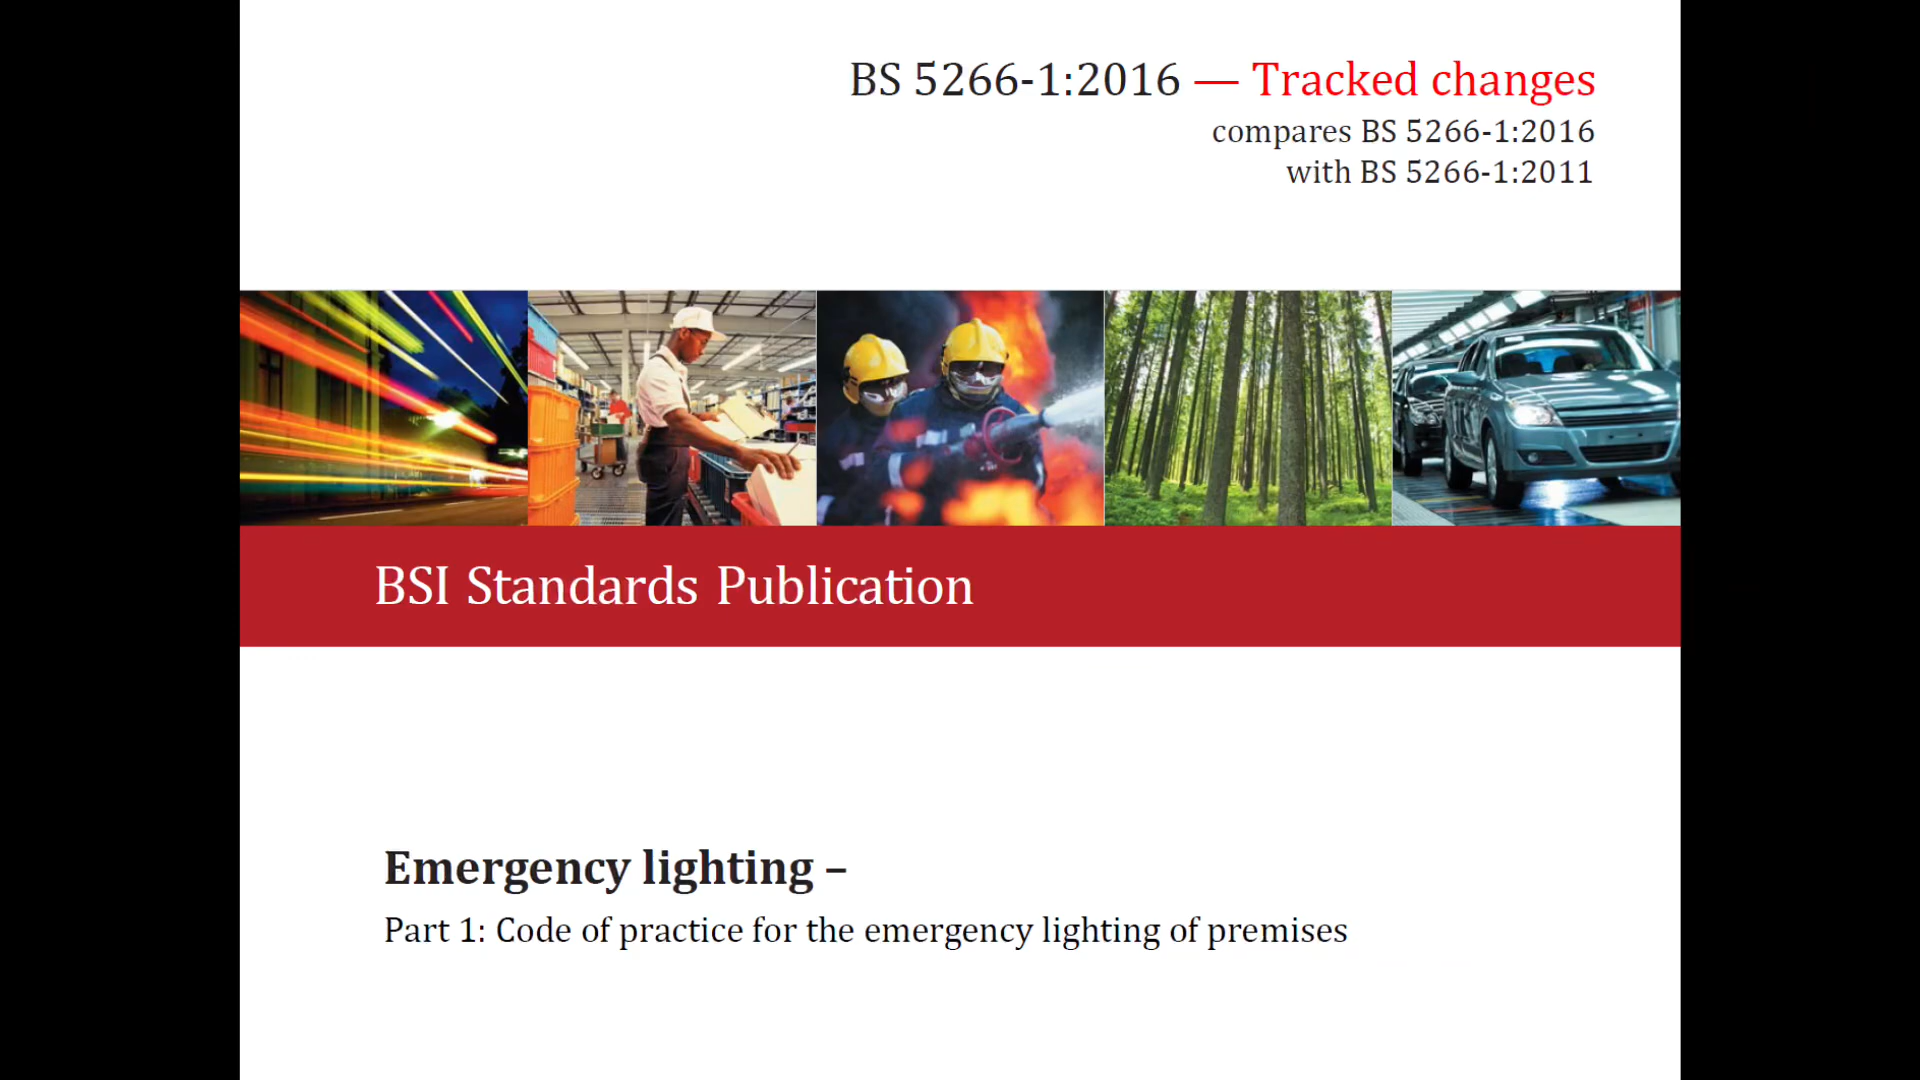 BS 5266-1:2016 — Tracked changes
compares BS 5266-1:2016
with BS 5266-1:2011
BSI Standards Publication
Emergency lighting –
Part 1: Code of practice for the emergency lighting of premises